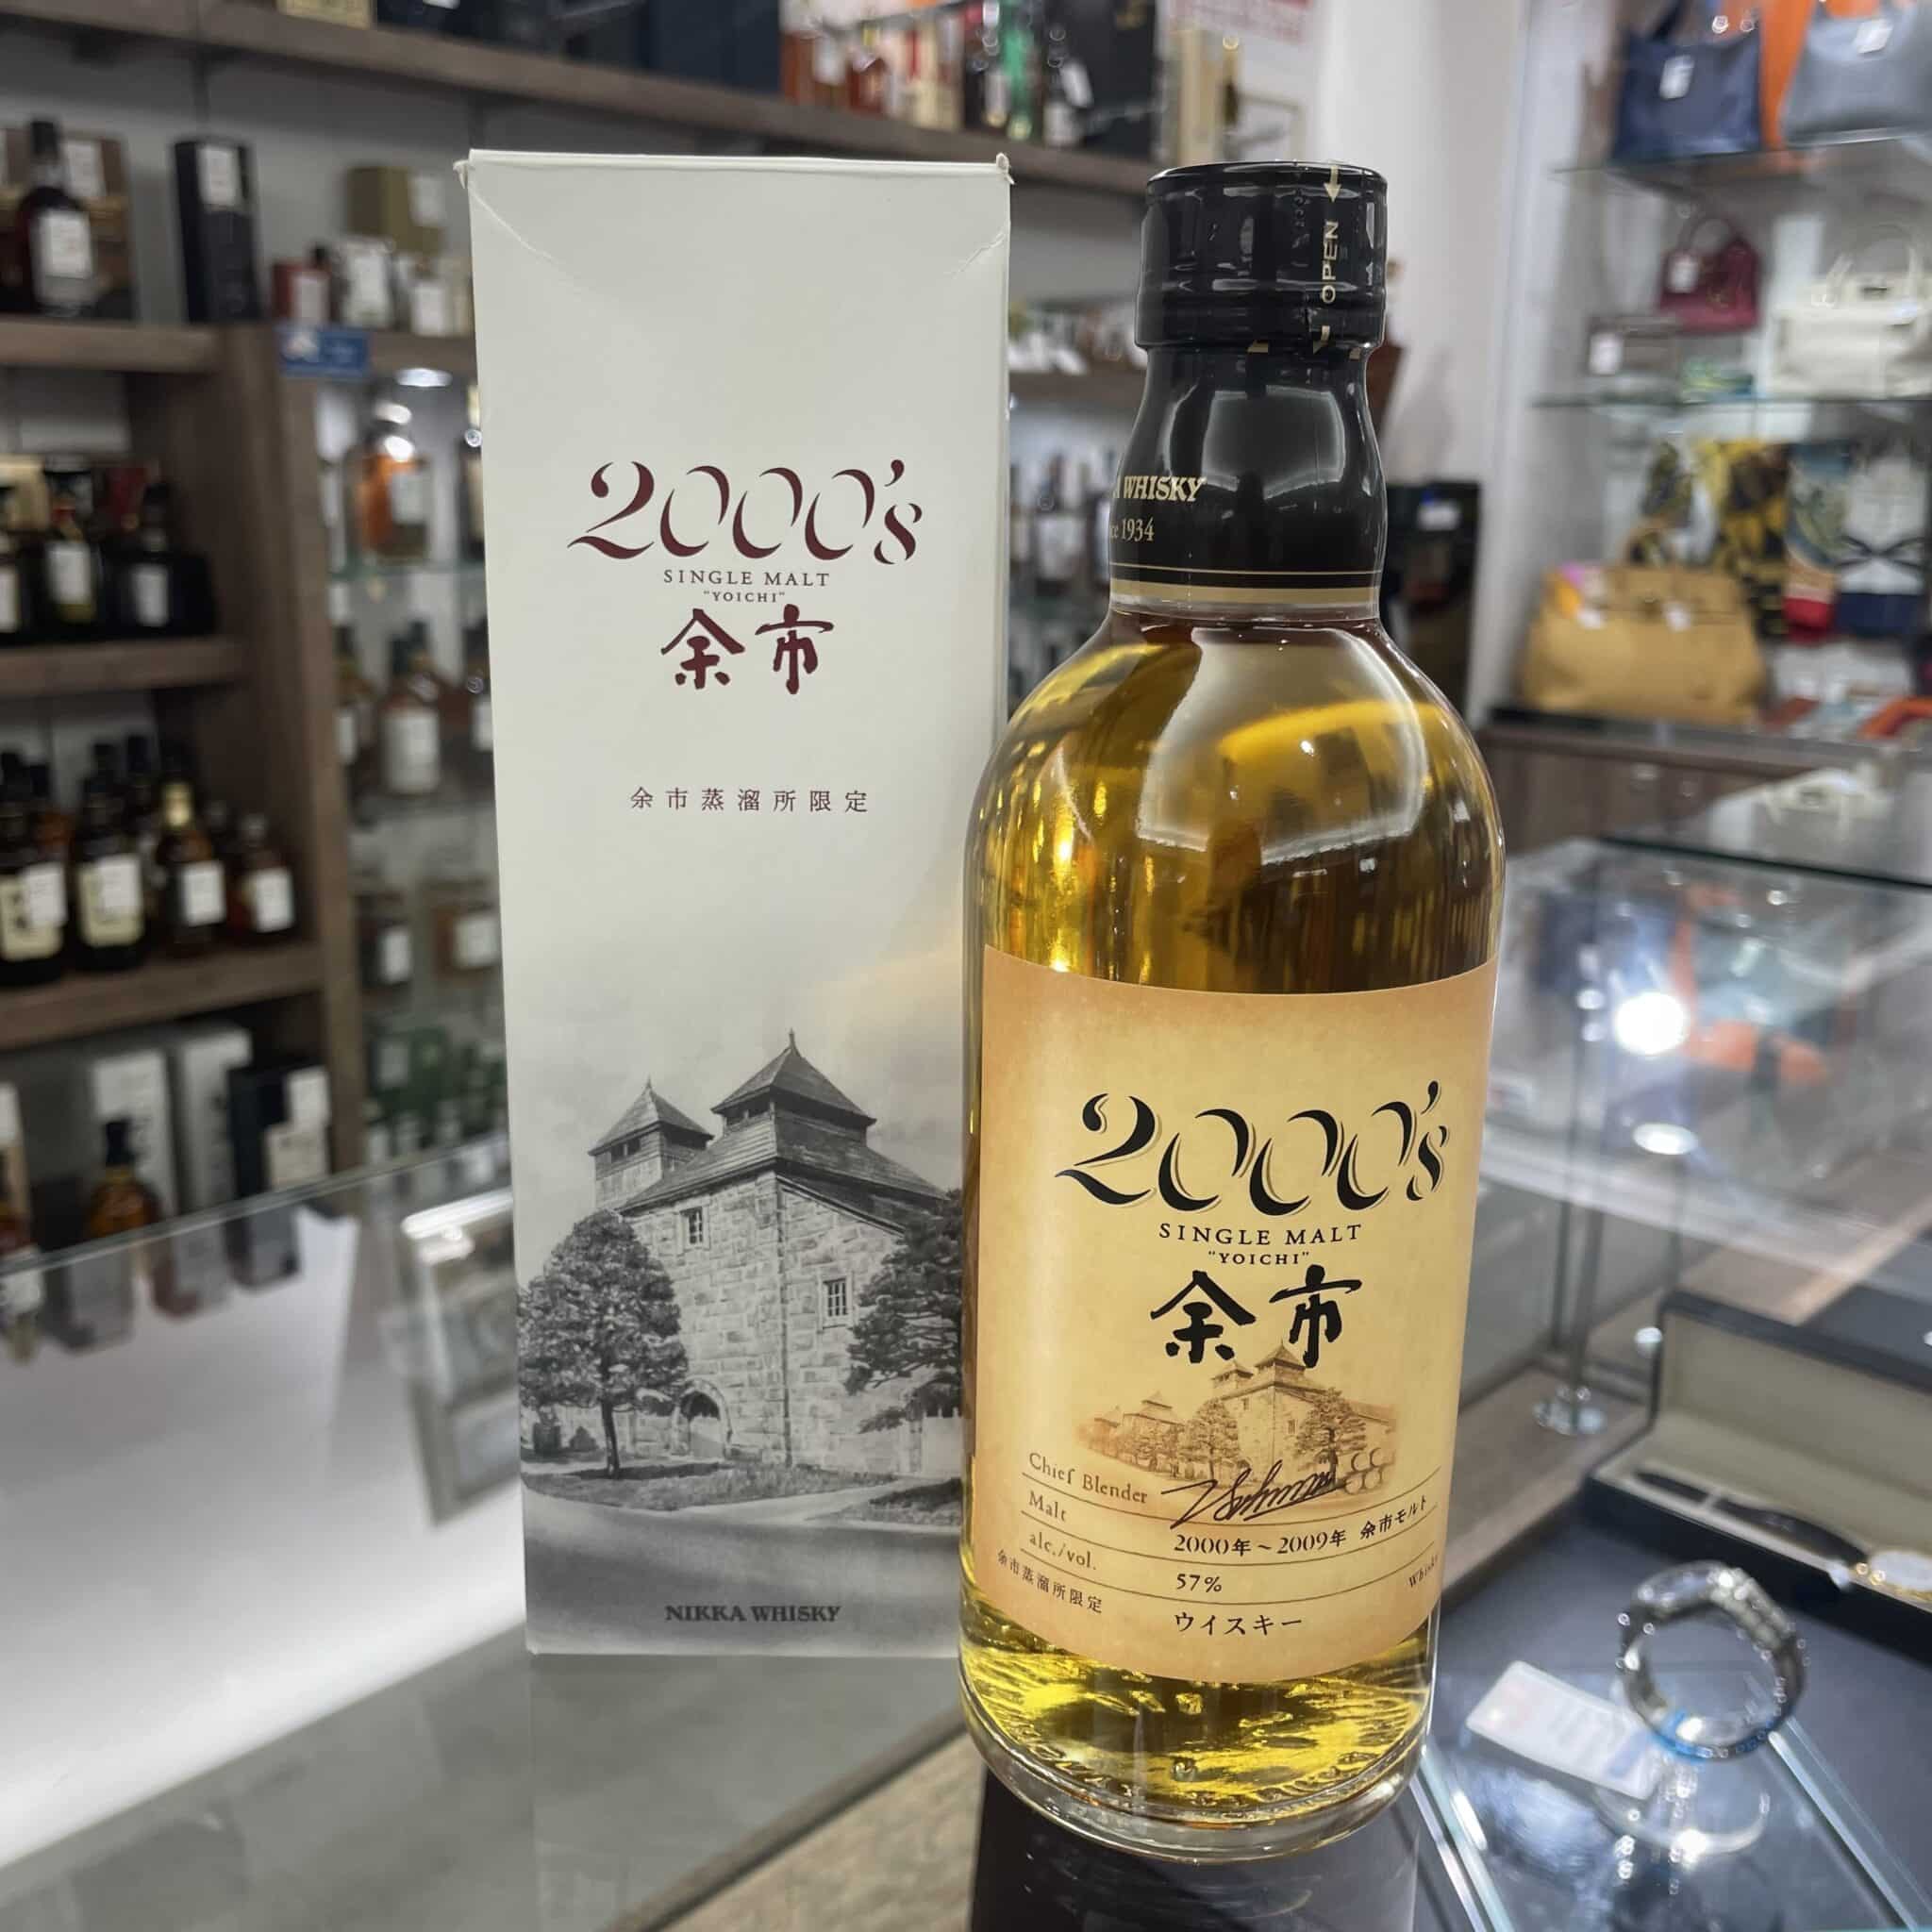 2000's
SINGLE MALT
"YOICHI"
余市
余市蒸溜所限定
NIKKA WHISKY
OPEN
WHISKY
1934
2000's
SINGLE MALT
"YOICHI"
余市
Chief Blender
Malt 2000年~2009年 余市モルト
alc./vol. 57%
余市蒸溜所限定 ウイスキー Whisky